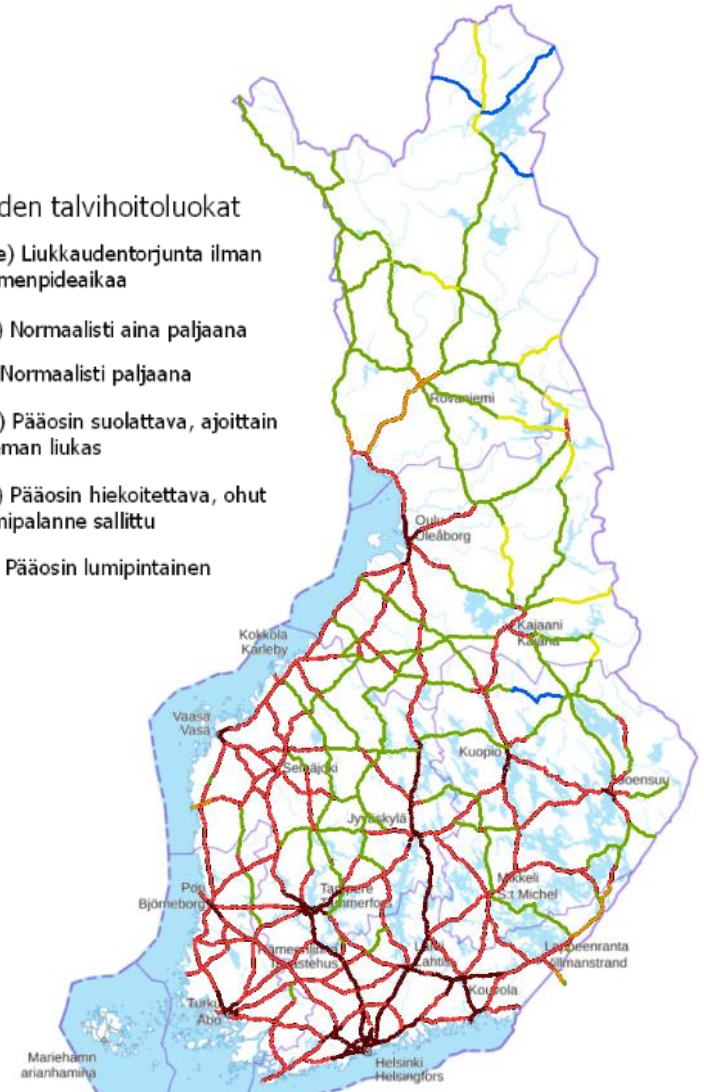 den talvihoitoluokat
e) Liukkaudentorjunta ilman
menpideaikaa
) Normaalisti aina paljaana
Normaalisti paljaana
) Pääosin suolattava, ajoittain
man liukas
) Pääosin hiekoitettava, ohut
mipalanne sallittu
Pääosin lumipintainen
Rovaniemi
Oulu
Uleåborg
Kajaani
Kajana
Kokkola
Karleby
Vaasa
Vasa
Seinäjoki
Kuopio
Joensuu
Jyväskylä
Pori
Björneborg
Tampere
Tammerfors
Mikkeli
S:t Michel
Hämeenlinna
Tavastehus
Lahti
Lahtis
Lappeenranta
Villmanstrand
Kouvola
Turku
Åbo
Helsinki
Helsingfors
Mariehamn
arianhamina